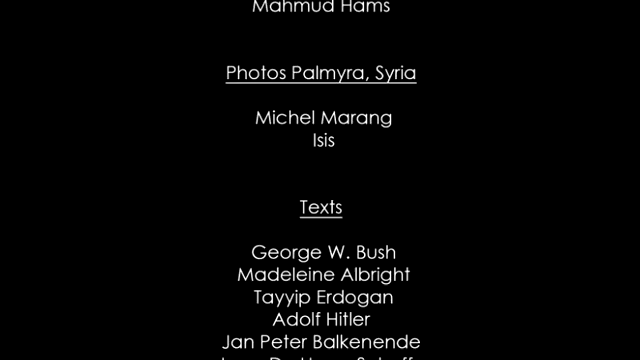 Mahmud Hams
Photos Palmyra, Syria
Michel Marang
Isis
Texts
George W. Bush
Madeleine Albright
Tayyip Erdogan
Adolf Hitler
Jan Peter Balkenende